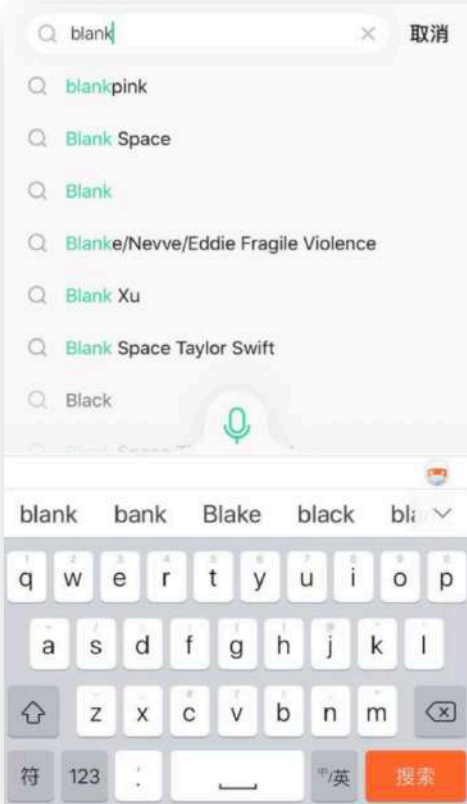 blank 取消
blankpink
Blank Space
Blank
Blanke/Nevve/Eddie Fragile Violence
Blank Xu
Blank Space Taylor Swift
Black
blank bank Blake black
q w e r t y u i o p
a s d f g h j k l
z x c v b n m
符 123 中/英 搜索